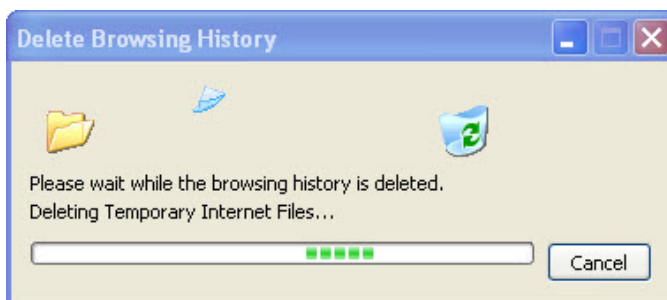 Delete Browsing History
Please wait while the browsing history is deleted.
Deleting Temporary Internet Files...
Cancel